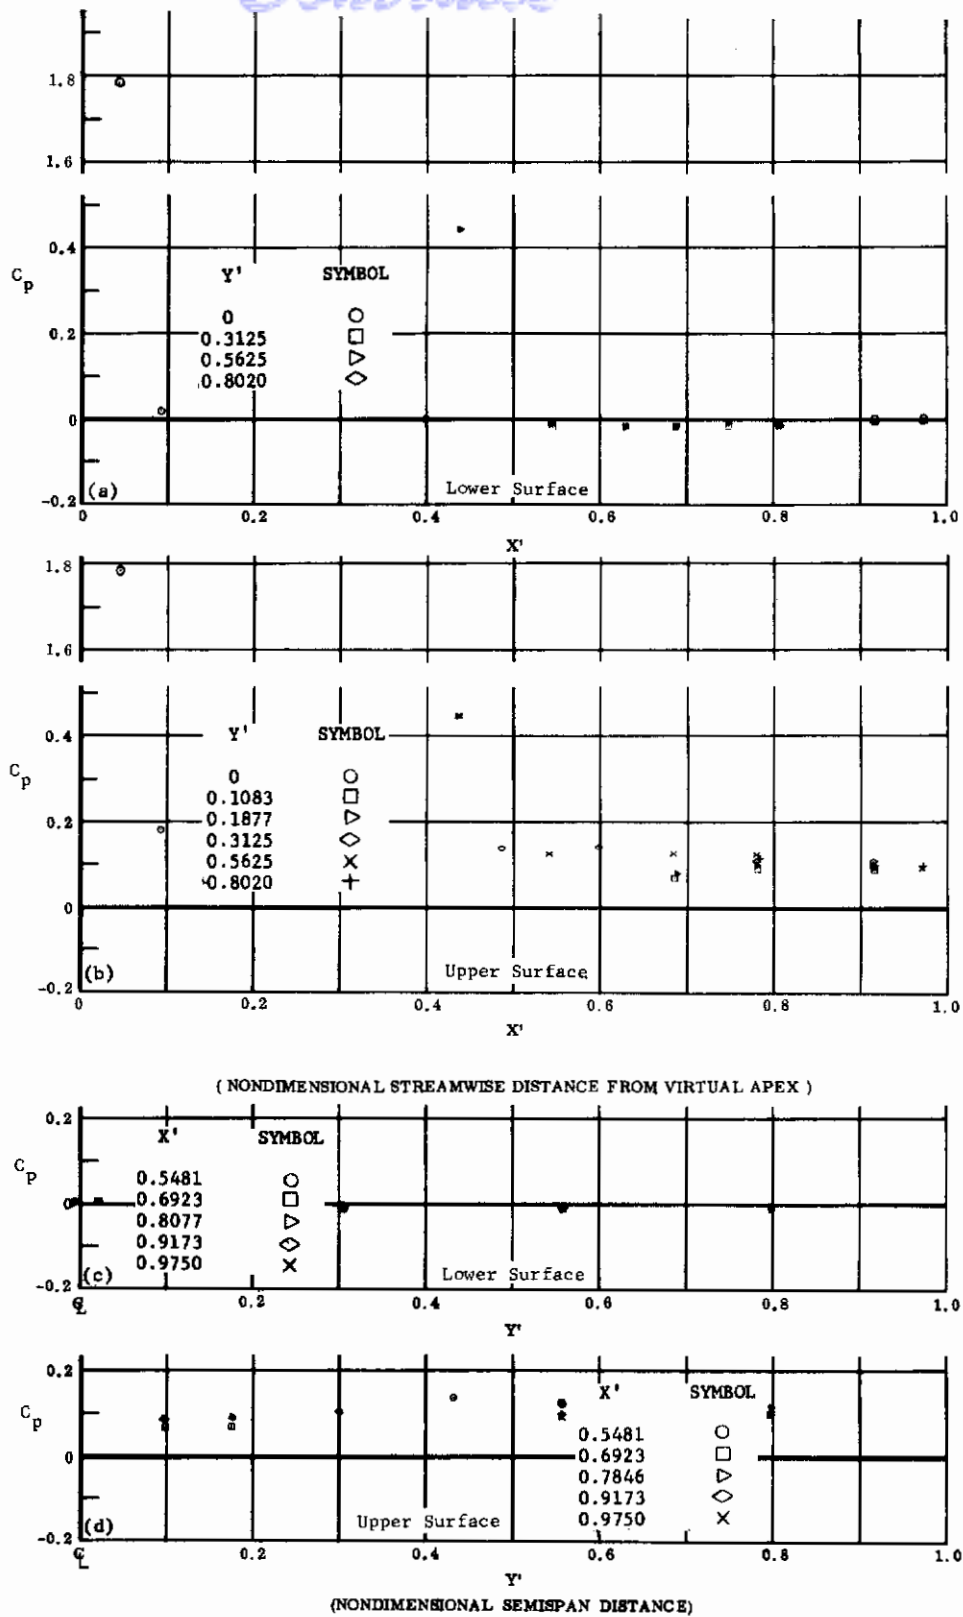 1.8
1.6
0.4
C_p
Y' SYMBOL
0 ○
0.3125 □
0.5625 ▷
0.8020 ◇
0.2
0
-0.2
(a) Lower Surface
0 0.2 0.4 0.6 0.8 1.0
X'
1.8
1.6
0.4
C_p
Y' SYMBOL
0 ○
0.1083 □
0.1877 ▷
0.3125 ◇
0.5625 ×
0.8020 +
0.2
0
-0.2
(b) Upper Surface
0 0.2 0.4 0.6 0.8 1.0
X'
( NONDIMENSIONAL STREAMWISE DISTANCE FROM VIRTUAL APEX )
0.2
C_p
X' SYMBOL
0.5481 ○
0.6923 □
0.8077 ▷
0.9173 ◇
0.9750 ×
0
-0.2
(c) Lower Surface
℄ 0.2 0.4 0.6 0.8 1.0
Y'
0.2
C_p
X' SYMBOL
0.5481 ○
0.6923 □
0.7846 ▷
0.9173 ◇
0.9750 ×
0
-0.2
(d) Upper Surface
℄ 0.2 0.4 0.6 0.8 1.0
Y'
(NONDIMENSIONAL SEMISPAN DISTANCE)